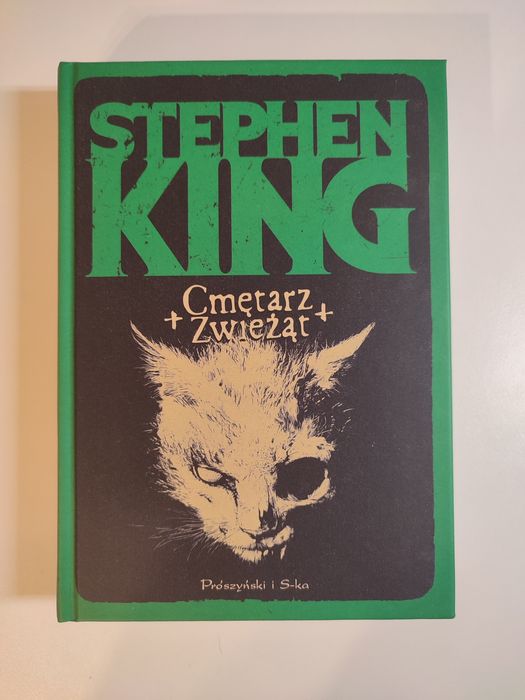 STEPHEN
KING
Cmętarz
+ Zwieżąt +
Prószyński i S-ka